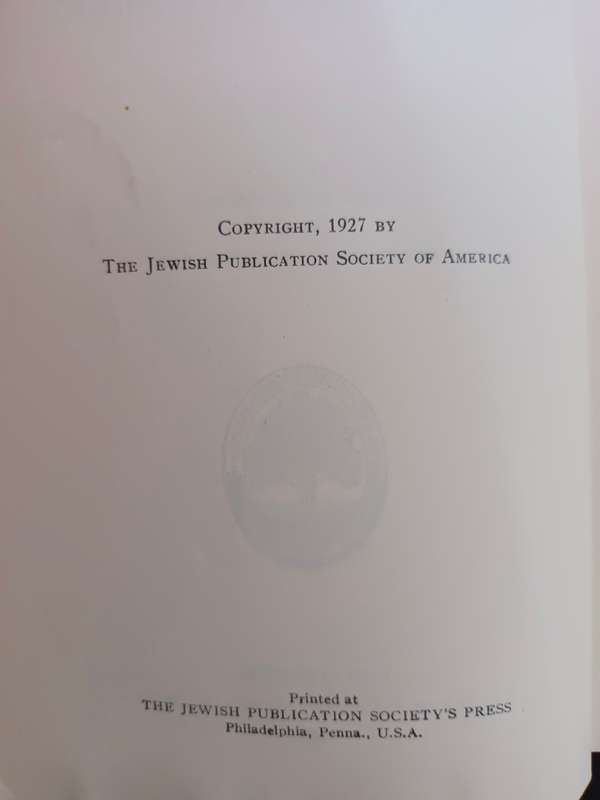 COPYRIGHT, 1927 BY
THE JEWISH PUBLICATION SOCIETY OF AMERICA
Printed at
THE JEWISH PUBLICATION SOCIETY'S PRESS
Philadelphia, Penna., U.S.A.